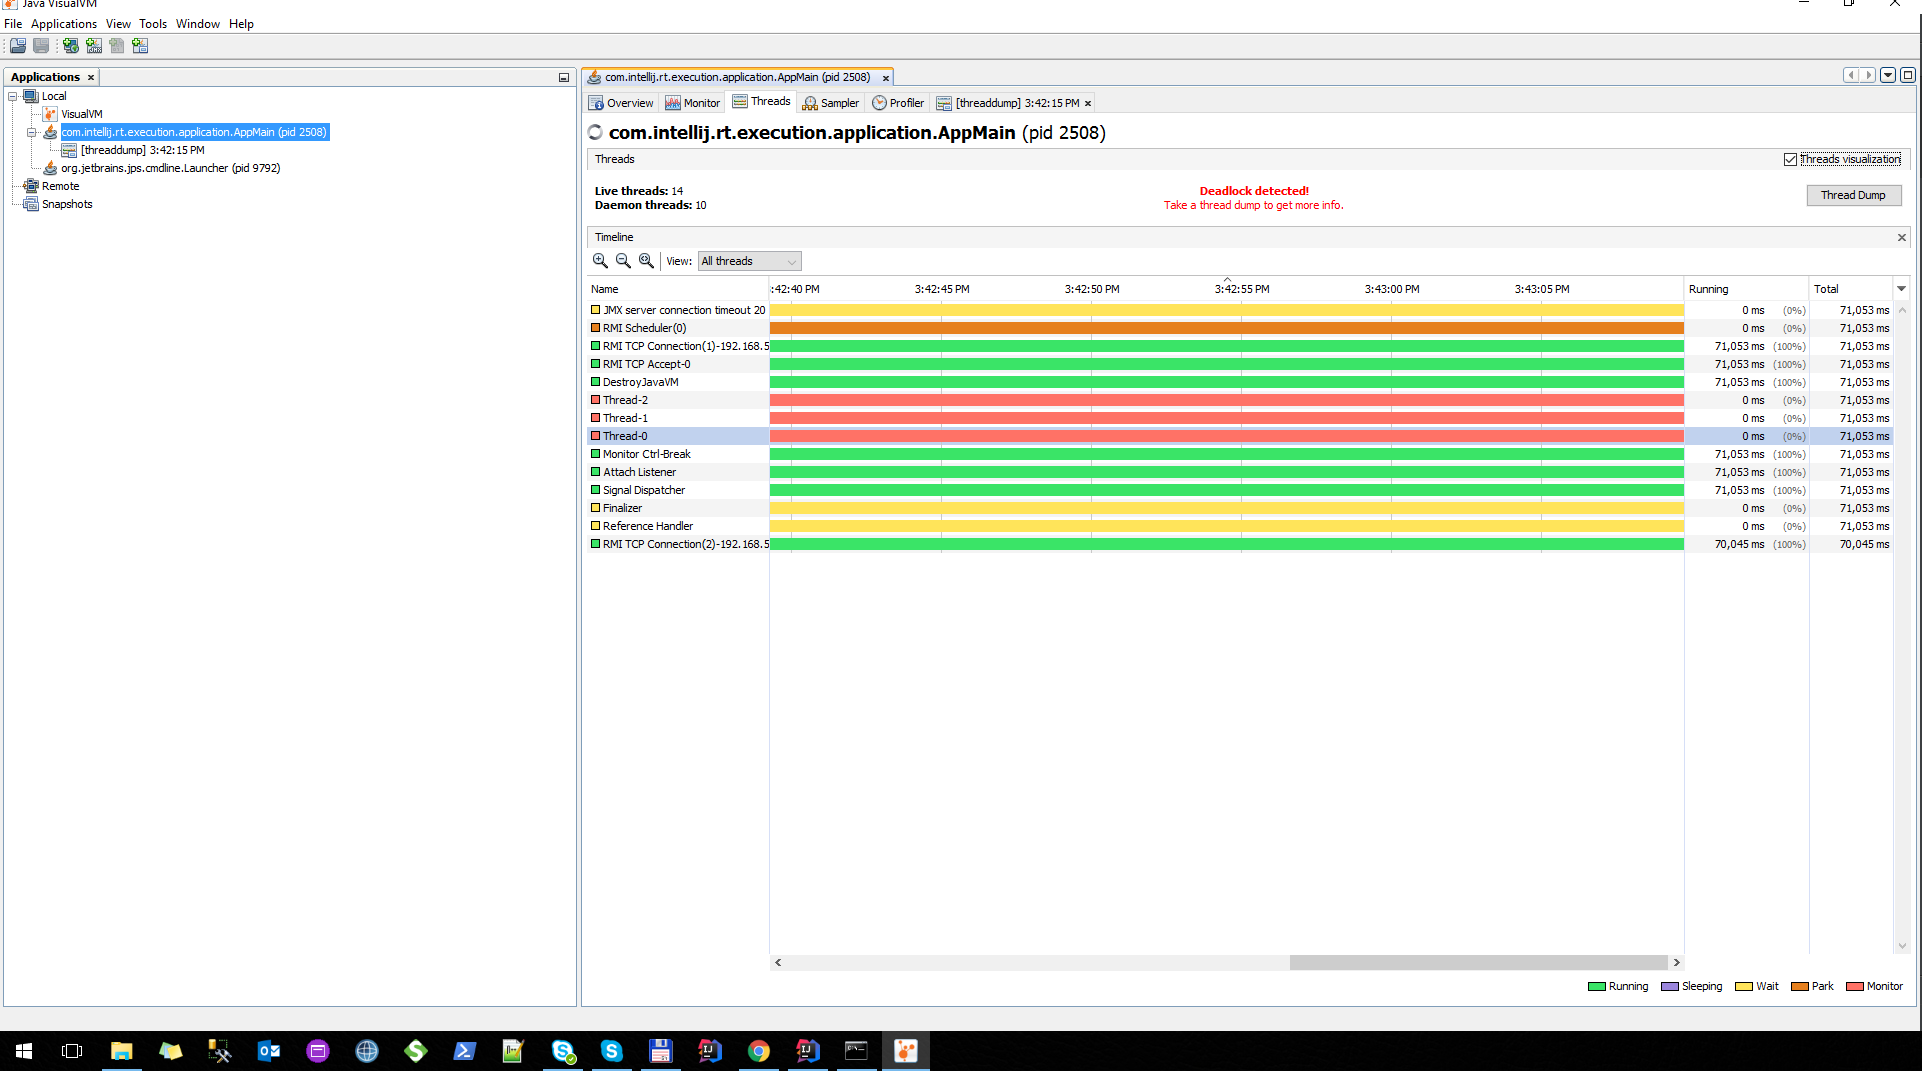 Java VisualVM
File Applications View Tools Window Help
Applications
Local
VisualVM
com.intellij.rt.execution.application.AppMain (pid 2508)
[threaddump] 3:42:15 PM
org.jetbrains.jps.cmdline.Launcher (pid 9792)
Remote
Snapshots
com.intellij.rt.execution.application.AppMain (pid 2508)
Overview Monitor Threads Sampler Profiler [threaddump] 3:42:15 PM
com.intellij.rt.execution.application.AppMain (pid 2508)
Threads Threads visualization
Live threads: 14
Daemon threads: 10
Deadlock detected!
Take a thread dump to get more info.
Thread Dump
Timeline
View: All threads
Name :42:40 PM 3:42:45 PM 3:42:50 PM 3:42:55 PM 3:43:00 PM 3:43:05 PM Running Total
JMX server connection timeout 20 0 ms (0%) 71,053 ms
RMI Scheduler(0) 0 ms (0%) 71,053 ms
RMI TCP Connection(1)-192.168.5 71,053 ms (100%) 71,053 ms
RMI TCP Accept-0 71,053 ms (100%) 71,053 ms
DestroyJavaVM 71,053 ms (100%) 71,053 ms
Thread-2 0 ms (0%) 71,053 ms
Thread-1 0 ms (0%) 71,053 ms
Thread-0 0 ms (0%) 71,053 ms
Monitor Ctrl-Break 71,053 ms (100%) 71,053 ms
Attach Listener 71,053 ms (100%) 71,053 ms
Signal Dispatcher 71,053 ms (100%) 71,053 ms
Finalizer 0 ms (0%) 71,053 ms
Reference Handler 0 ms (0%) 71,053 ms
RMI TCP Connection(2)-192.168.5 70,045 ms (100%) 70,045 ms
Running Sleeping Wait Park Monitor